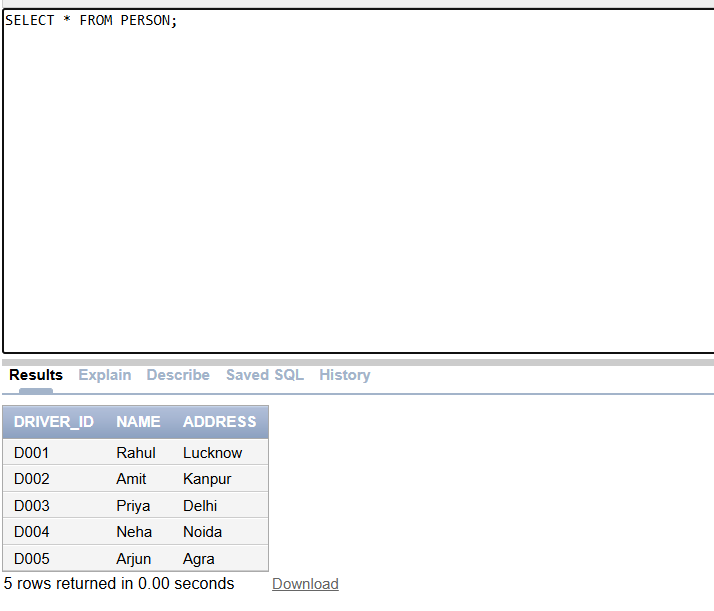 SELECT * FROM PERSON;
Results Explain Describe Saved SQL History
DRIVER_ID NAME ADDRESS
D001 Rahul Lucknow
D002 Amit Kanpur
D003 Priya Delhi
D004 Neha Noida
D005 Arjun Agra
5 rows returned in 0.00 seconds Download